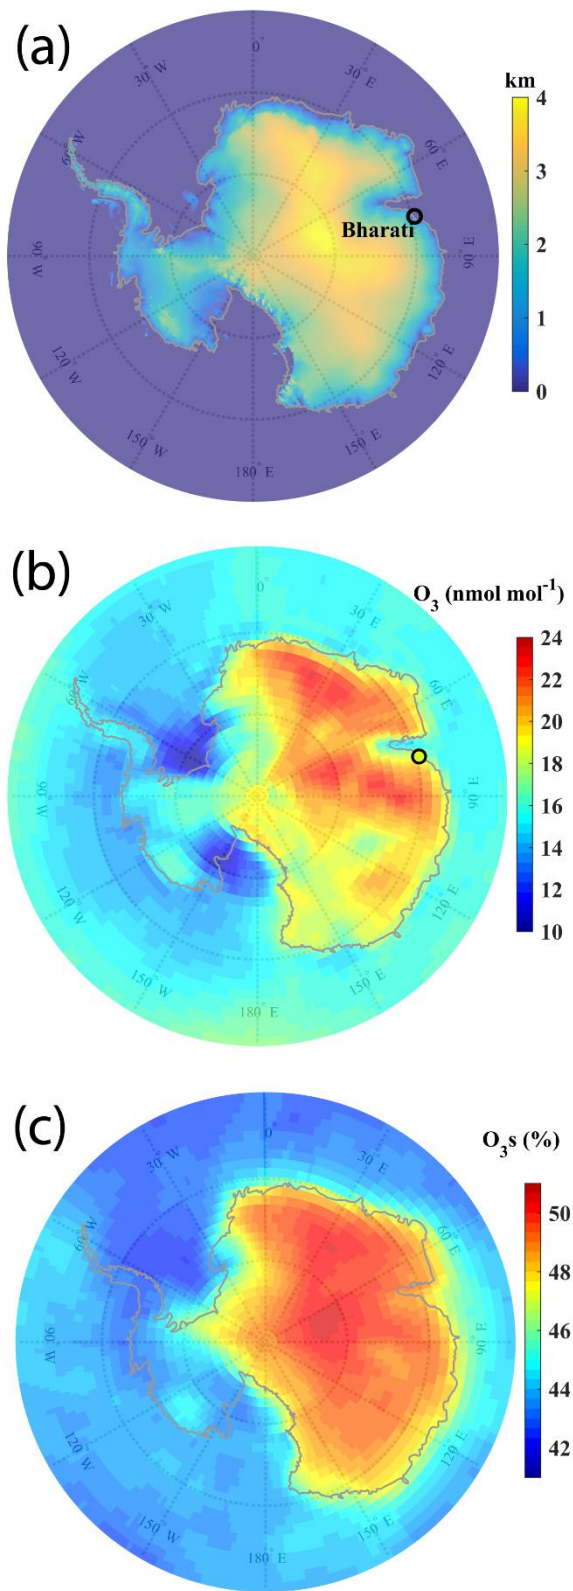 (a)
0°
30° W
30° E
60° W
60° E
90° W
90° E
120° W
120° E
150° W
150° E
180° E
Bharati
km
4
3
2
1
0
(b)
0°
30° W
30° E
60° W
60° E
90° W
90° E
120° W
120° E
150° W
150° E
180° E
O₃ (nmol mol⁻¹)
24
22
20
18
16
14
12
10
(c)
0°
30° W
30° E
60° W
60° E
90° W
90° E
120° W
120° E
150° W
150° E
180° E
O₃s (%)
50
48
46
44
42